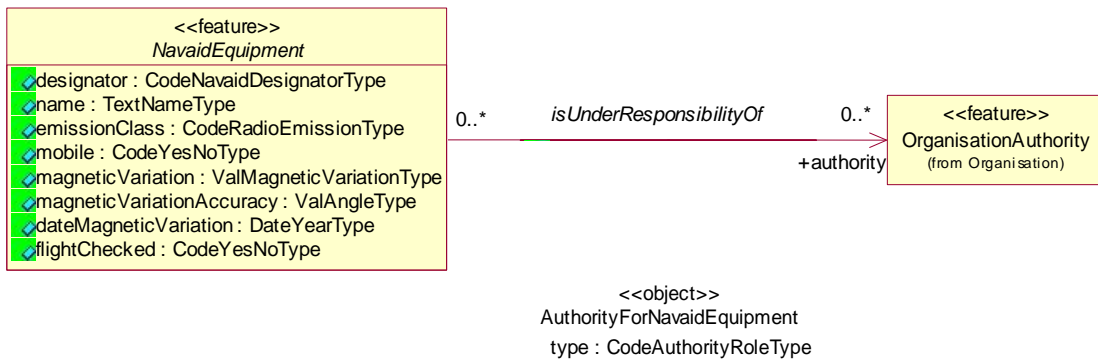 <<feature>>
NavaidEquipment
designator : CodeNavaidDesignatorType
name : TextNameType
emissionClass : CodeRadioEmissionType
mobile : CodeYesNoType
magneticVariation : ValMagneticVariationType
magneticVariationAccuracy : ValAngleType
dateMagneticVariation : DateYearType
flightChecked : CodeYesNoType
0..*
isUnderResponsibilityOf
0..*
+authority
<<feature>>
OrganisationAuthority
(from Organisation)
<<object>>
AuthorityForNavaidEquipment
type : CodeAuthorityRoleType